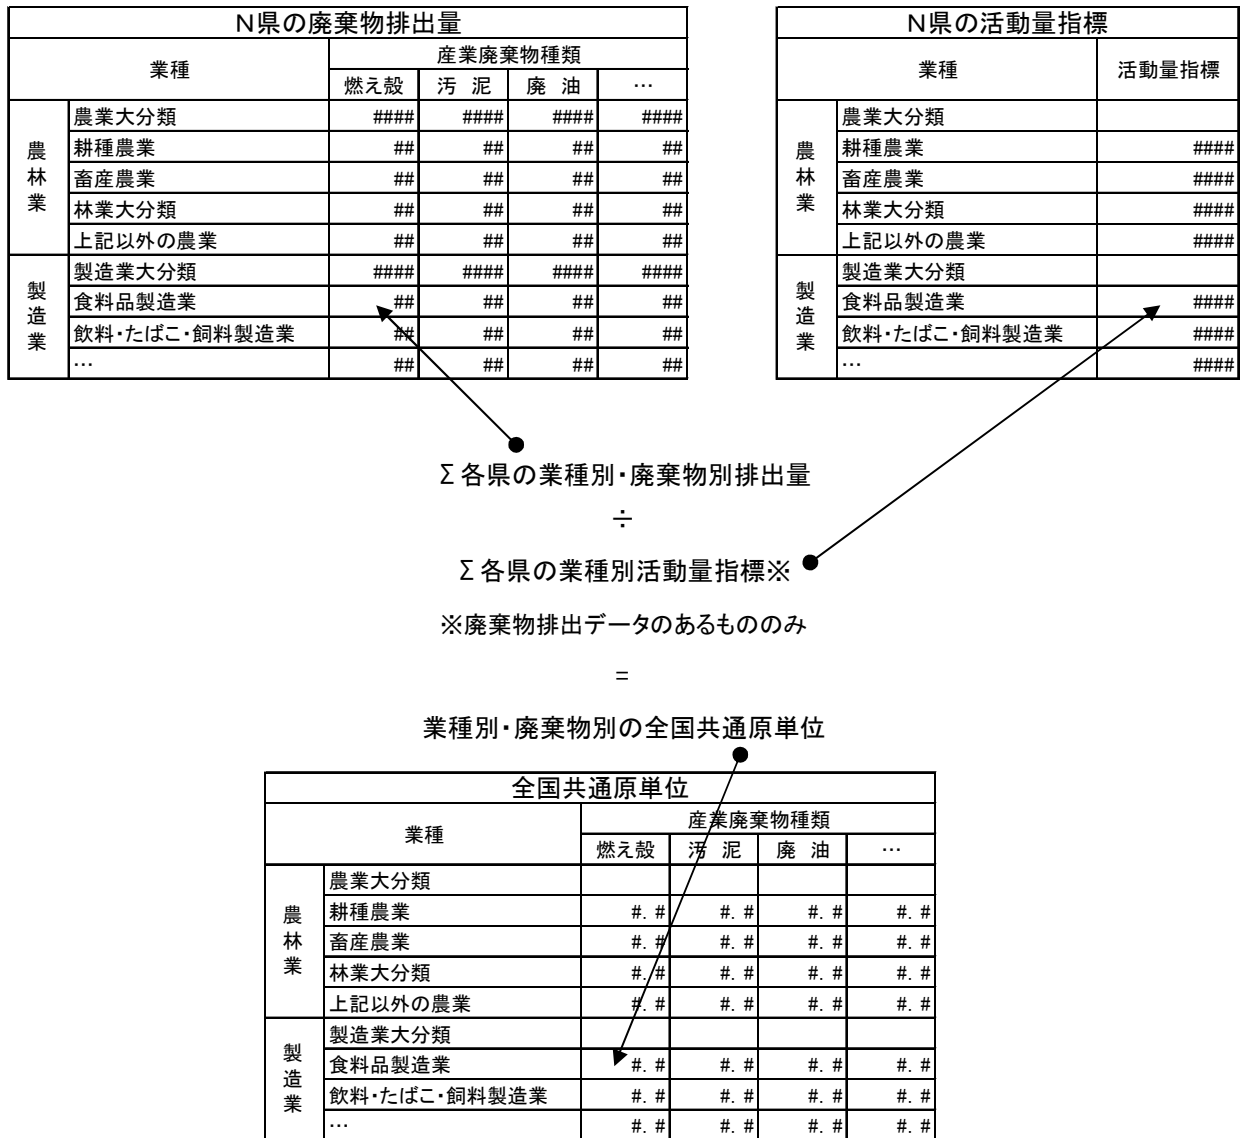 N県の廃棄物排出量
業種
産業廃棄物種類
燃え殻 汚 泥 廃 油 …
農林業
農業大分類 #### #### #### ####
耕種農業 ## ## ## ##
畜産農業 ## ## ## ##
林業大分類 ## ## ## ##
上記以外の農業 ## ## ## ##
製造業
製造業大分類 #### #### #### ####
食料品製造業 ## ## ## ##
飲料・たばこ・飼料製造業 ## ## ## ##
… ## ## ## ##
N県の活動量指標
業種 活動量指標
農林業
農業大分類
耕種農業 ####
畜産農業 ####
林業大分類 ####
上記以外の農業 ####
製造業
製造業大分類
食料品製造業 ####
飲料・たばこ・飼料製造業 ####
… ####
Σ各県の業種別・廃棄物別排出量
÷
Σ各県の業種別活動量指標※
※廃棄物排出データのあるもののみ
=
業種別・廃棄物別の全国共通原単位
全国共通原単位
業種
産業廃棄物種類
燃え殻 汚 泥 廃 油 …
農林業
農業大分類
耕種農業 #. # #. # #. # #. #
畜産農業 #. # #. # #. # #. #
林業大分類 #. # #. # #. # #. #
上記以外の農業 #. # #. # #. # #. #
製造業
製造業大分類
食料品製造業 #. # #. # #. # #. #
飲料・たばこ・飼料製造業 #. # #. # #. # #. #
… #. # #. # #. # #. #